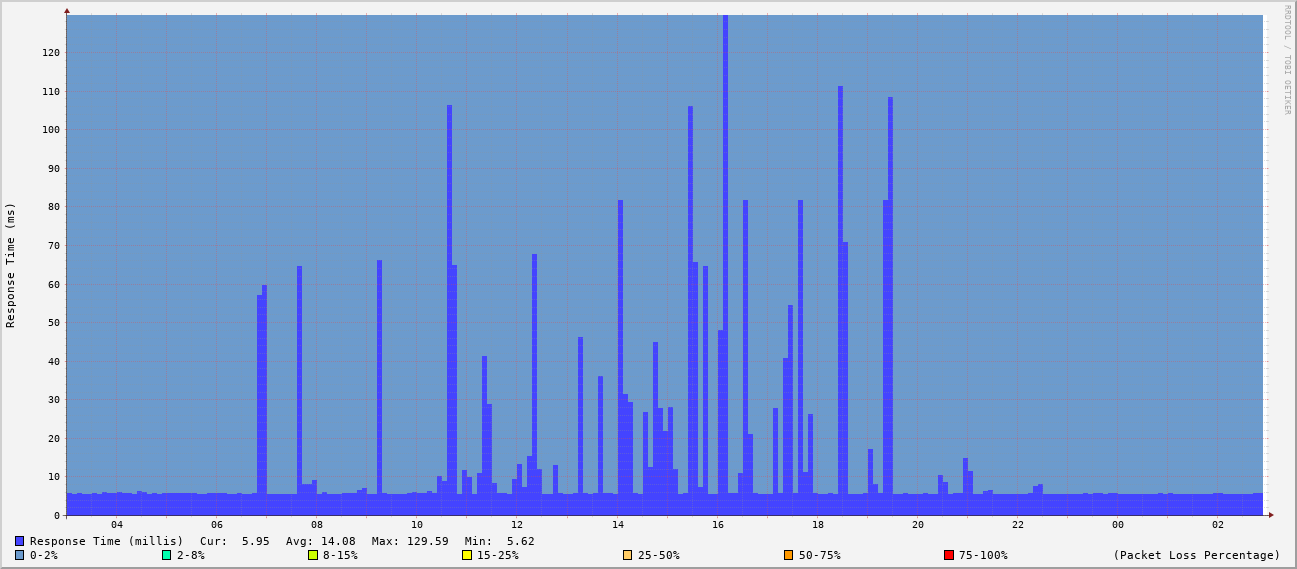 RRDTOOL / TOBI OETIKER
Response Time (ms)
120
110
100
90
80
70
60
50
40
30
20
10
0
04 06 08 10 12 14 16 18 20 22 00 02
Response Time (millis) Cur: 5.95 Avg: 14.08 Max: 129.59 Min: 5.62
0-2% 2-8% 8-15% 15-25% 25-50% 50-75% 75-100% (Packet Loss Percentage)